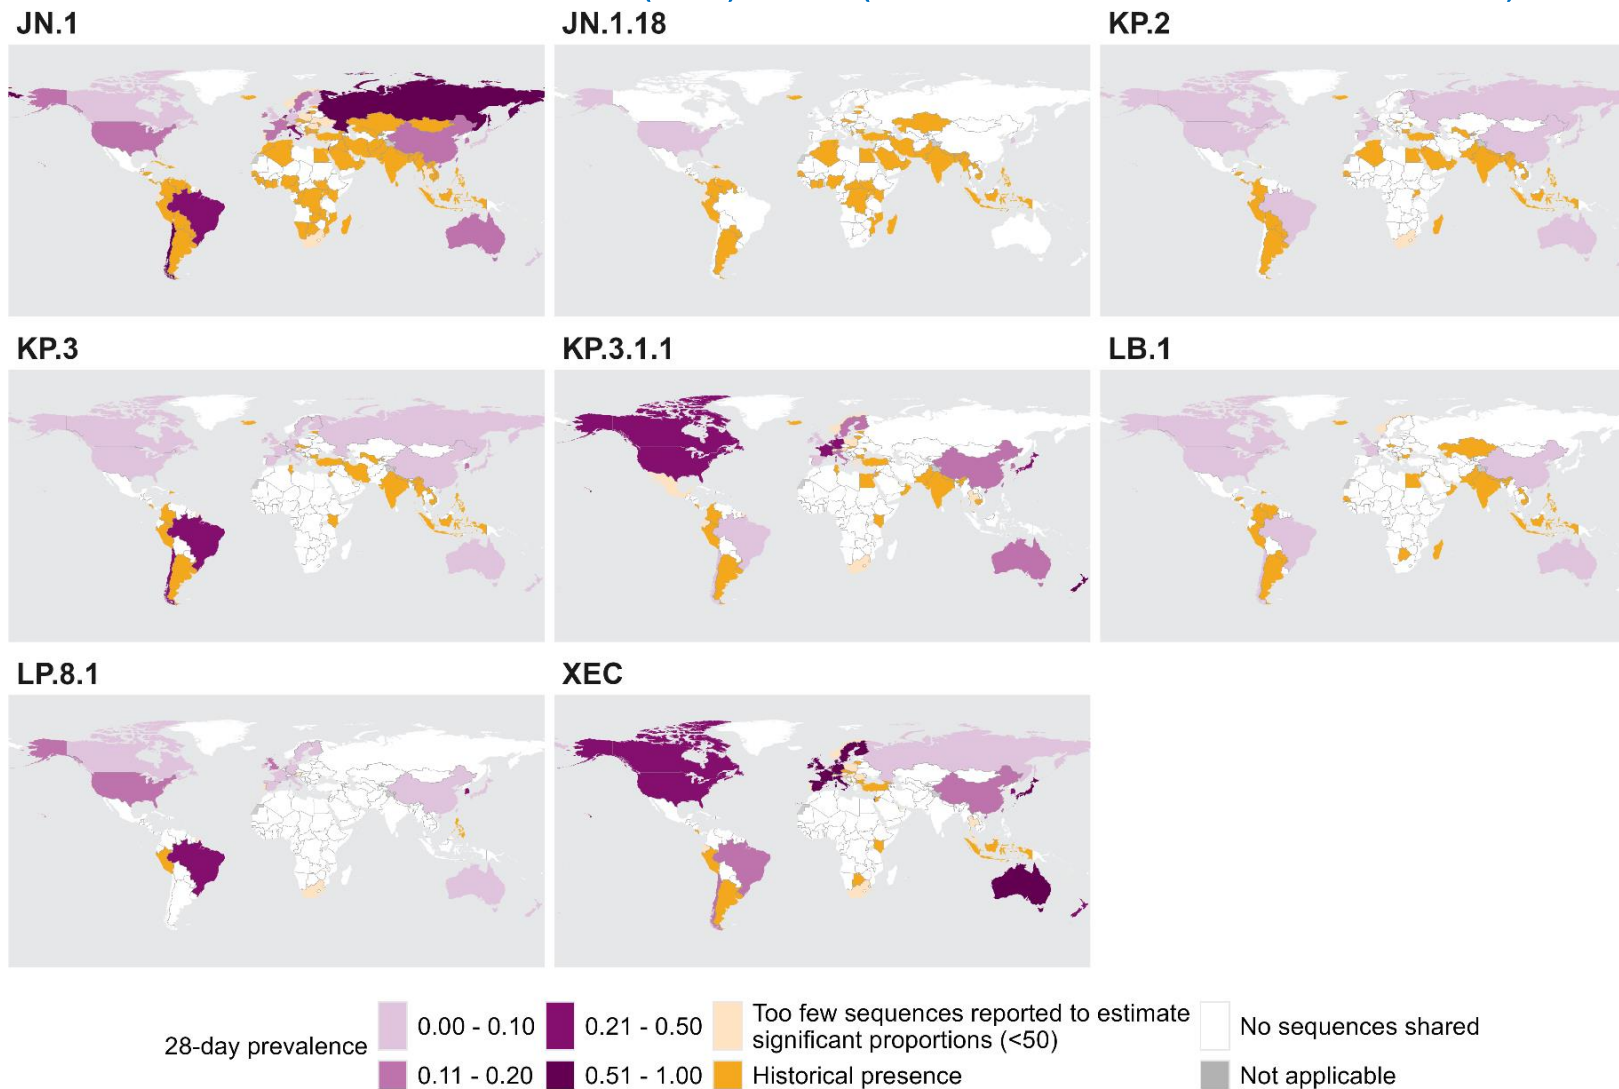 JN.1
JN.1.18
KP.2
KP.3
KP.3.1.1
LB.1
LP.8.1
XEC
28-day prevalence
0.00 - 0.10
0.21 - 0.50
Too few sequences reported to estimate
significant proportions (<50)
No sequences shared
0.11 - 0.20
0.51 - 1.00
Historical presence
Not applicable